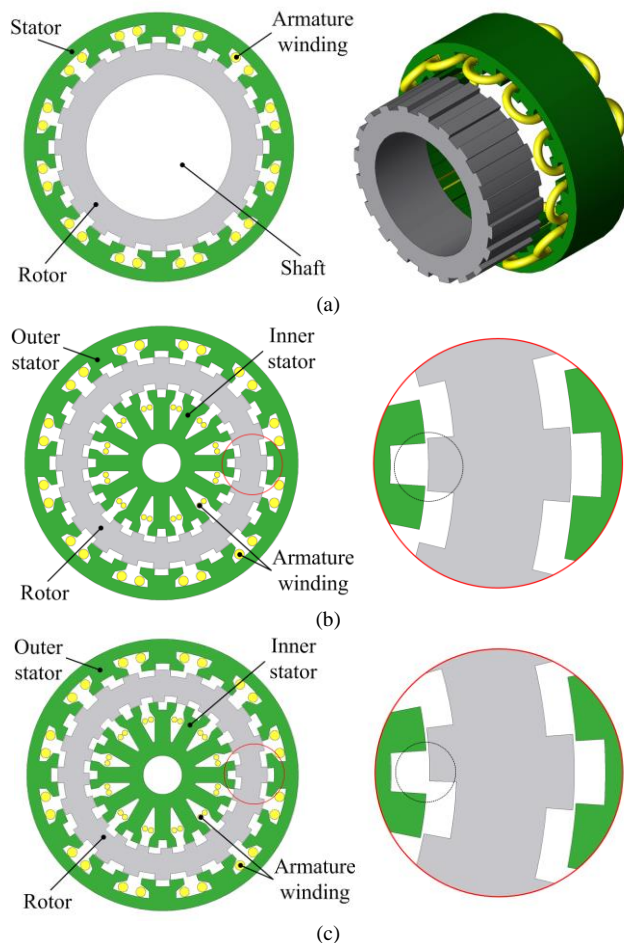 Stator
Armature
winding
Rotor
Shaft
(a)
Outer
stator
Inner
stator
Rotor
Armature
winding
(b)
Outer
stator
Inner
stator
Rotor
Armature
winding
(c)